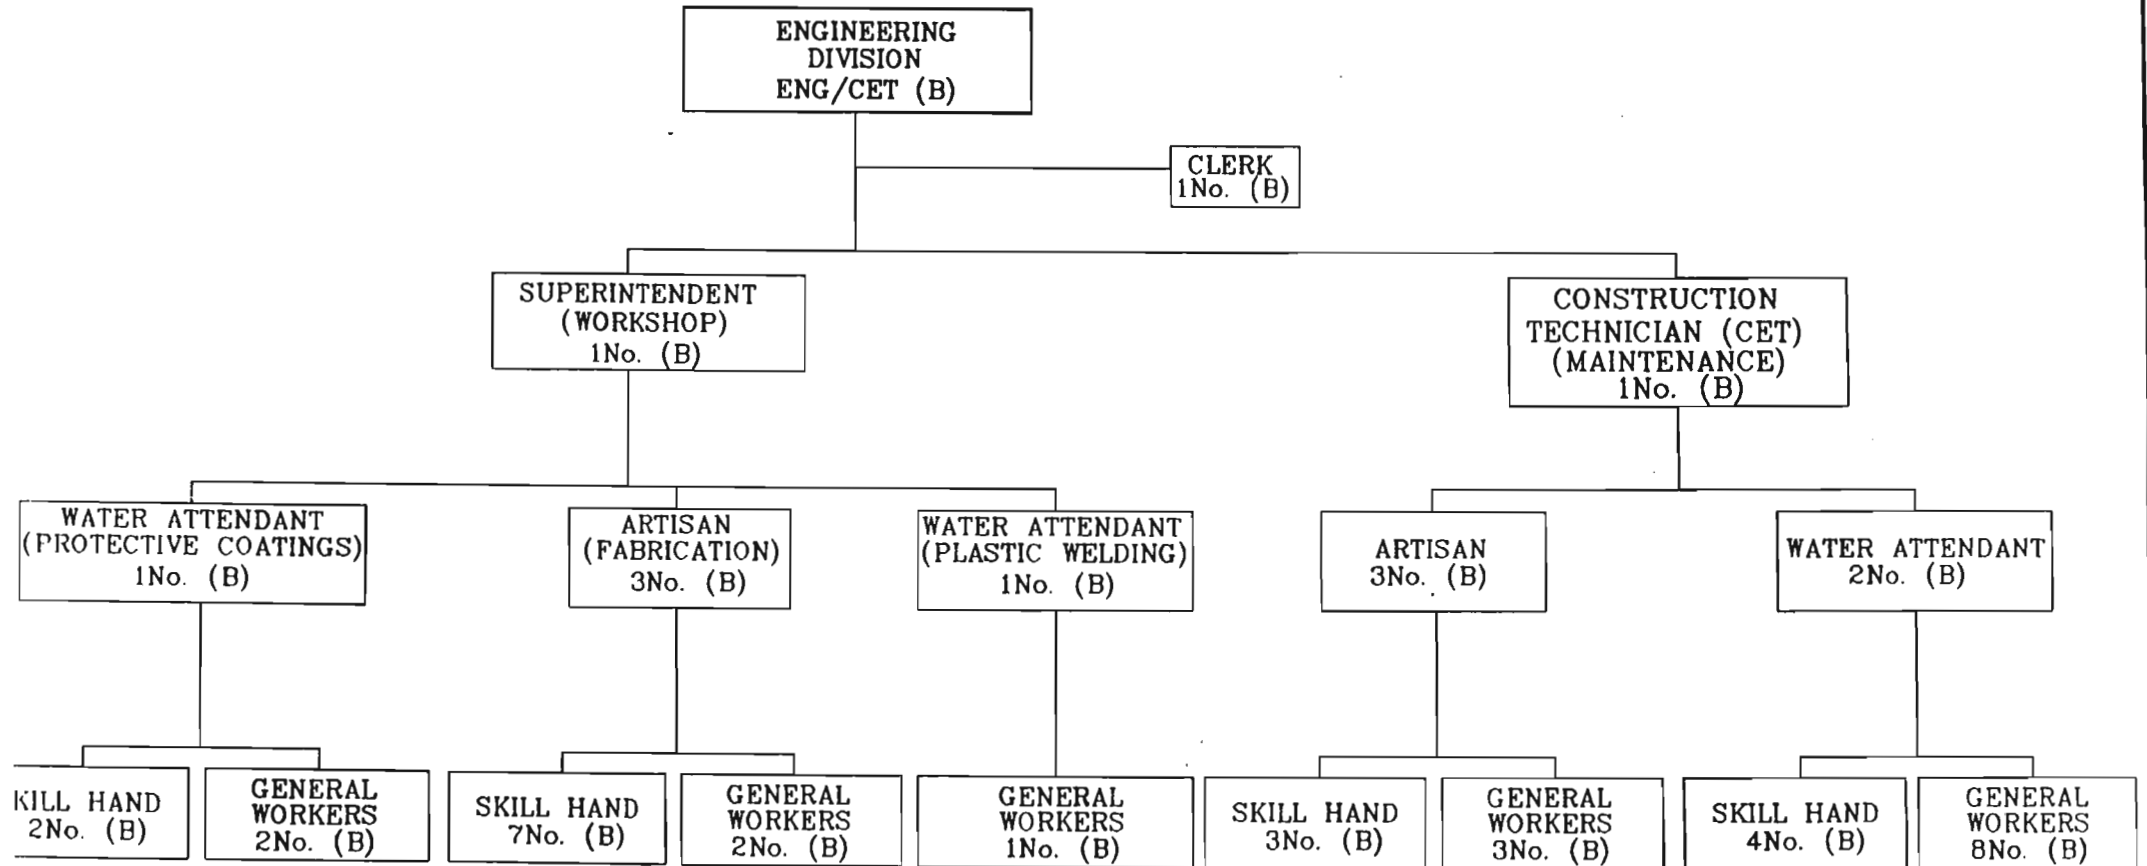 ENGINEERING
DIVISION
ENG/CET (B)
CLERK
1No. (B)
SUPERINTENDENT
(WORKSHOP)
1No. (B)
CONSTRUCTION
TECHNICIAN (CET)
(MAINTENANCE)
1No. (B)
WATER ATTENDANT
(PROTECTIVE COATINGS)
1No. (B)
ARTISAN
(FABRICATION)
3No. (B)
WATER ATTENDANT
(PLASTIC WELDING)
1No. (B)
ARTISAN
3No. (B)
WATER ATTENDANT
2No. (B)
KILL HAND
2No. (B)
GENERAL
WORKERS
2No. (B)
SKILL HAND
7No. (B)
GENERAL
WORKERS
2No. (B)
GENERAL
WORKERS
1No. (B)
SKILL HAND
3No. (B)
GENERAL
WORKERS
3No. (B)
SKILL HAND
4No. (B)
GENERAL
WORKERS
8No. (B)